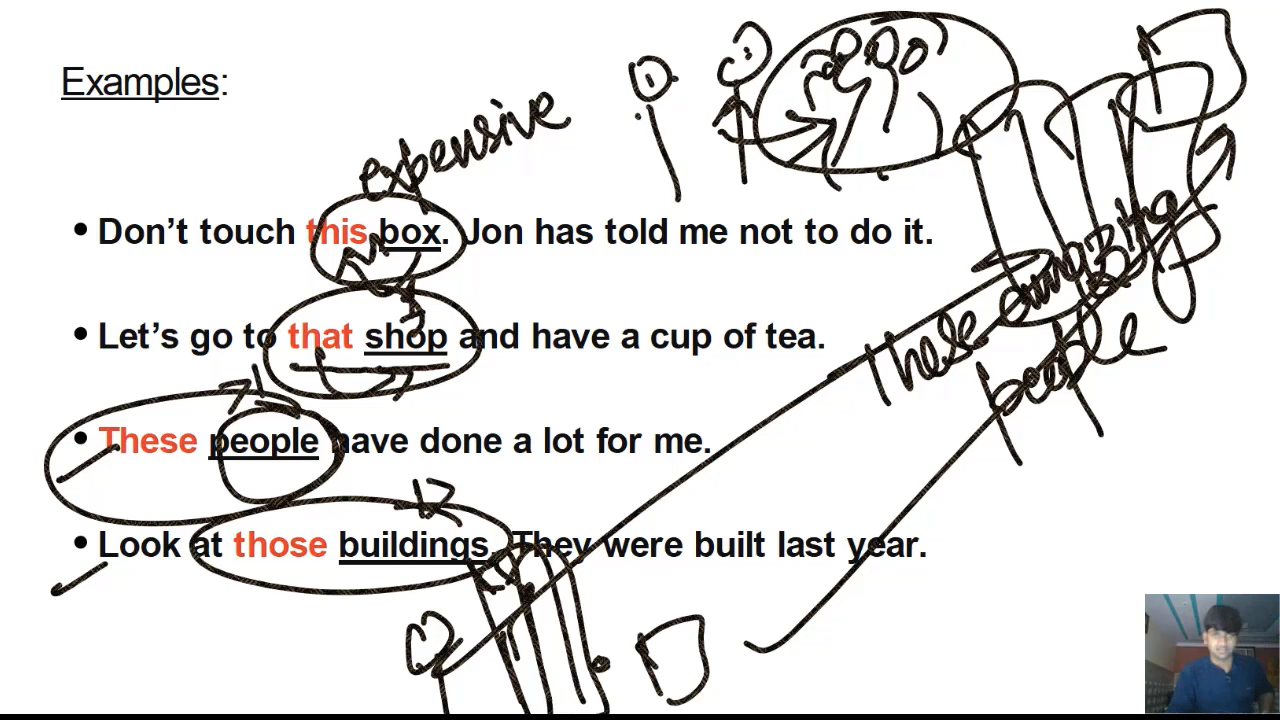 Examples:
expensive
• Don't touch this box. Jon has told me not to do it.
• Let's go to that shop and have a cup of tea.
• These people have done a lot for me.
• Look at those buildings. They were built last year.
These amazing
people